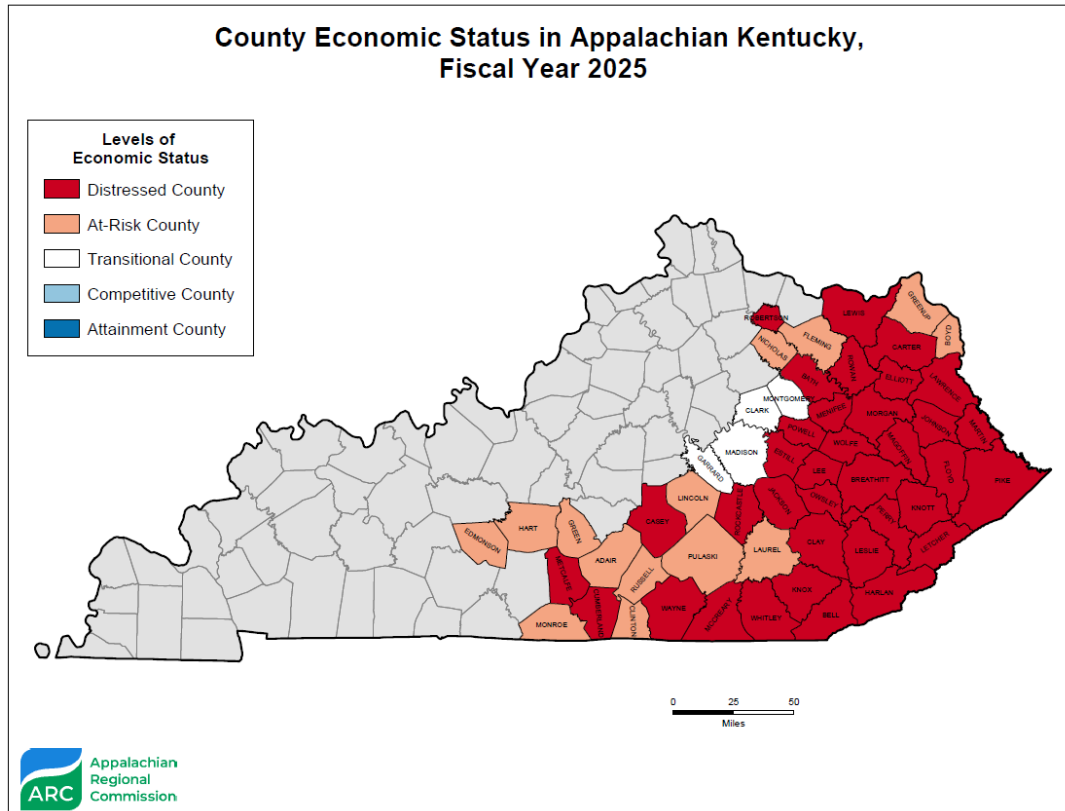 County Economic Status in Appalachian Kentucky,
Fiscal Year 2025
Levels of
Economic Status
Distressed County
At-Risk County
Transitional County
Competitive County
Attainment County
LEWIS
GREENUP
BOYD
ROBERTSON
NICHOLAS
FLEMING
CARTER
ROWAN
BATH
ELLIOTT
LAWRENCE
MONTGOMERY
CLARK
MENIFEE
MORGAN
JOHNSON
MARTIN
POWELL
WOLFE
MAGOFFIN
FLOYD
PIKE
MADISON
GARRARD
ESTILL
LEE
BREATHITT
KNOTT
LINCOLN
ROCKCASTLE
JACKSON
OWSLEY
PERRY
LETCHER
CASEY
HART
GREEN
EDMONSON
ADAIR
PULASKI
LAUREL
CLAY
LESLIE
METCALFE
RUSSELL
CUMBERLAND
KNOX
HARLAN
MONROE
CLINTON
WAYNE
MCCREARY
WHITLEY
BELL
0 25 50
Miles
ARC
Appalachian
Regional
Commission